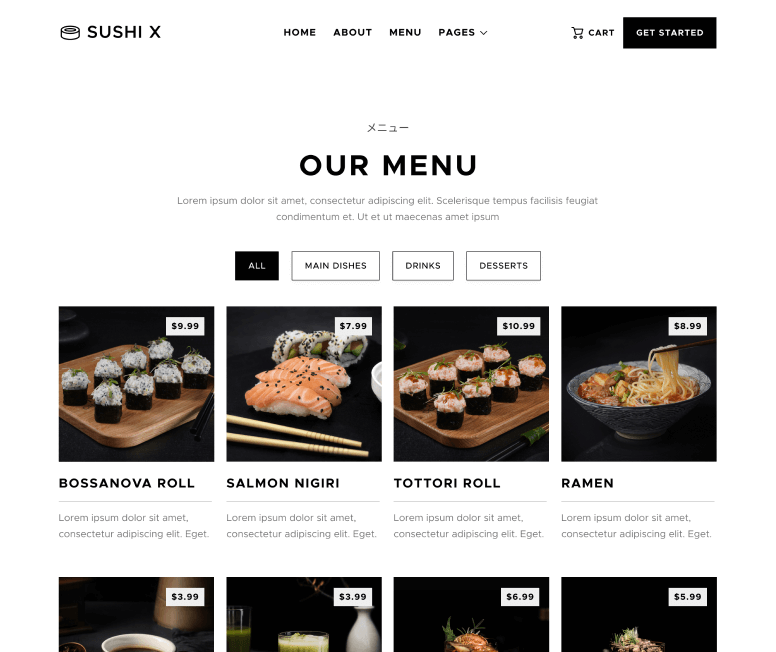 SUSHI X
HOME ABOUT MENU PAGES
CART
GET STARTED
メニュー
OUR MENU
Lorem ipsum dolor sit amet, consectetur adipiscing elit. Scelerisque tempus facilisis feugiat
condimentum et. Ut et ut maecenas amet ipsum
ALL MAIN DISHES DRINKS DESSERTS
$9.99 $7.99 $10.99 $8.99
BOSSANOVA ROLL
Lorem ipsum dolor sit amet,
consectetur adipiscing elit. Eget.
SALMON NIGIRI
Lorem ipsum dolor sit amet,
consectetur adipiscing elit. Eget.
TOTTORI ROLL
Lorem ipsum dolor sit amet,
consectetur adipiscing elit. Eget.
RAMEN
Lorem ipsum dolor sit amet,
consectetur adipiscing elit. Eget.
$3.99 $3.99 $6.99 $5.99